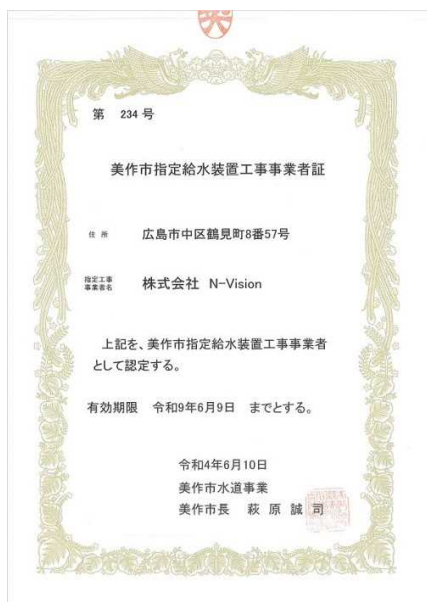 第 234 号
美作市指定給水装置工事事業者証
住 所 広島市中区鶴見町8番57号
指定工事
事業者名 株式会社 N-Vision
上記を、美作市指定給水装置工事事業者
として認定する。
有効期限 令和9年6月9日 までとする。
令和4年6月10日
美作市水道事業
美作市長 萩 原 誠 司